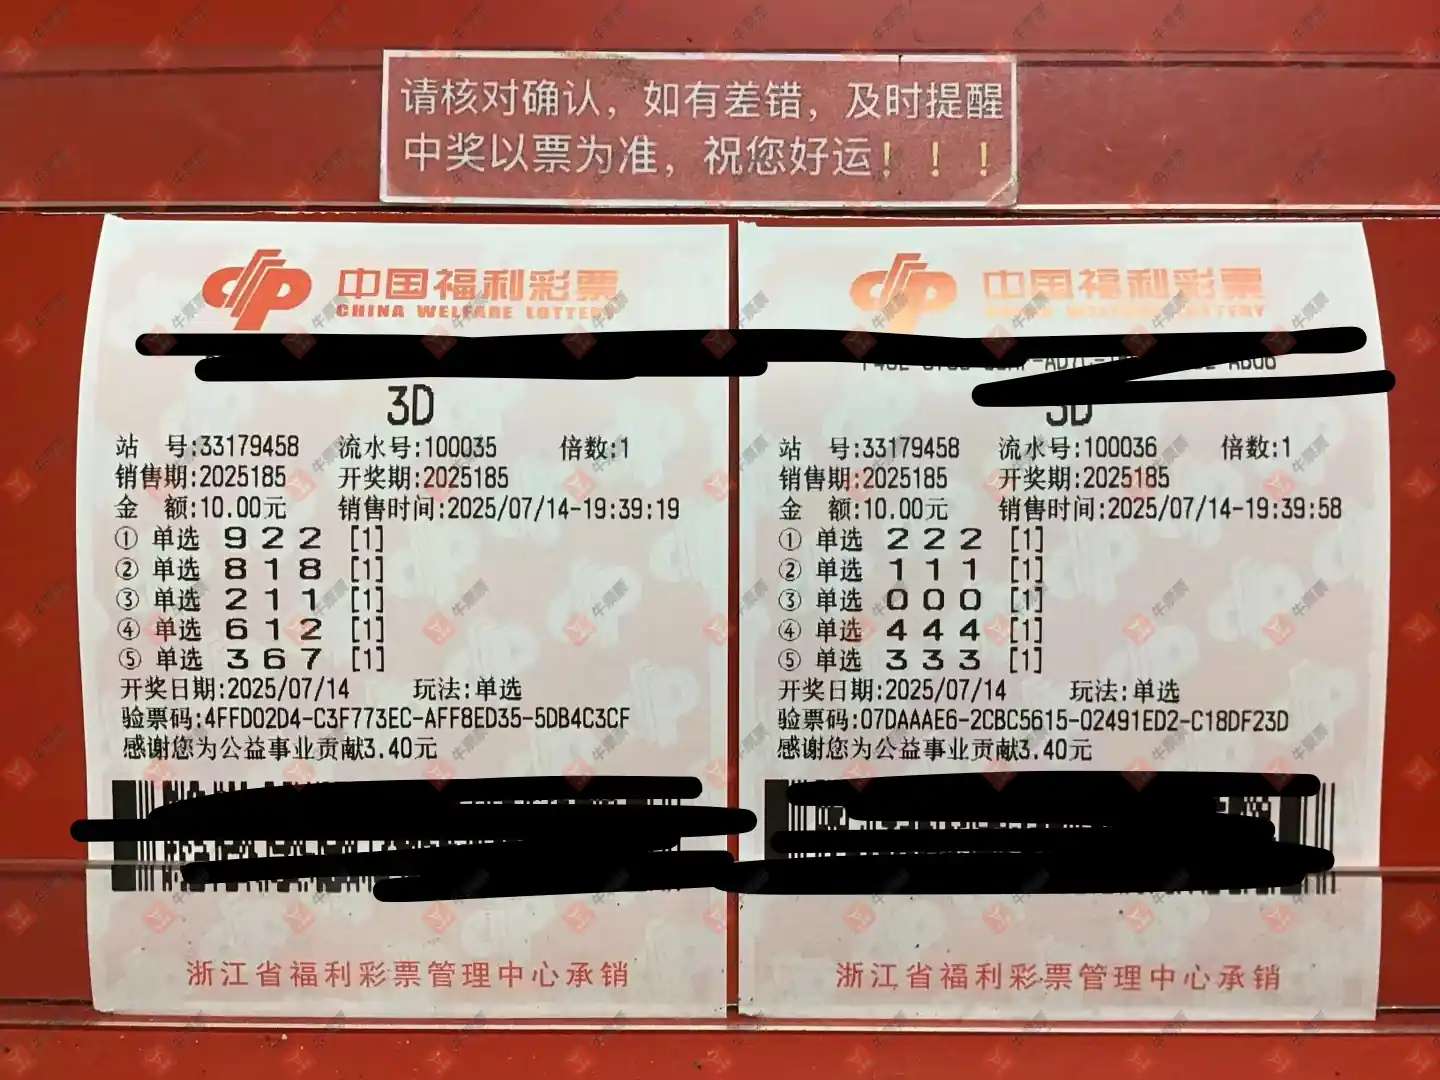 请核对确认，如有差错，及时提醒
中奖以票为准，祝您好运！！！
中国福利彩票
CHINA WELFARE LOTTERY
3D
站 号:33179458 流水号:100035 倍数:1
销售期:2025185 开奖期:2025185
金 额:10.00元 销售时间:2025/07/14-19:39:19
① 单选 9 2 2 [1]
② 单选 8 1 8 [1]
③ 单选 2 1 1 [1]
④ 单选 6 1 2 [1]
⑤ 单选 3 6 7 [1]
开奖日期:2025/07/14 玩法:单选
验票码:4FFD02D4-C3F773EC-AFF8ED35-5DB4C3CF
感谢您为公益事业贡献3.40元
浙江省福利彩票管理中心承销
中国福利彩票
CHINA WELFARE LOTTERY
3D
站 号:33179458 流水号:100036 倍数:1
销售期:2025185 开奖期:2025185
金 额:10.00元 销售时间:2025/07/14-19:39:58
① 单选 2 2 2 [1]
② 单选 1 1 1 [1]
③ 单选 0 0 0 [1]
④ 单选 4 4 4 [1]
⑤ 单选 3 3 3 [1]
开奖日期:2025/07/14 玩法:单选
验票码:07DAAAE6-2CBC5615-02491ED2-C18DF23D
感谢您为公益事业贡献3.40元
浙江省福利彩票管理中心承销